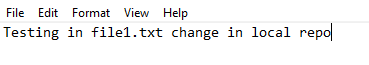 File Edit Format View Help
Testing in file1.txt change in local repo